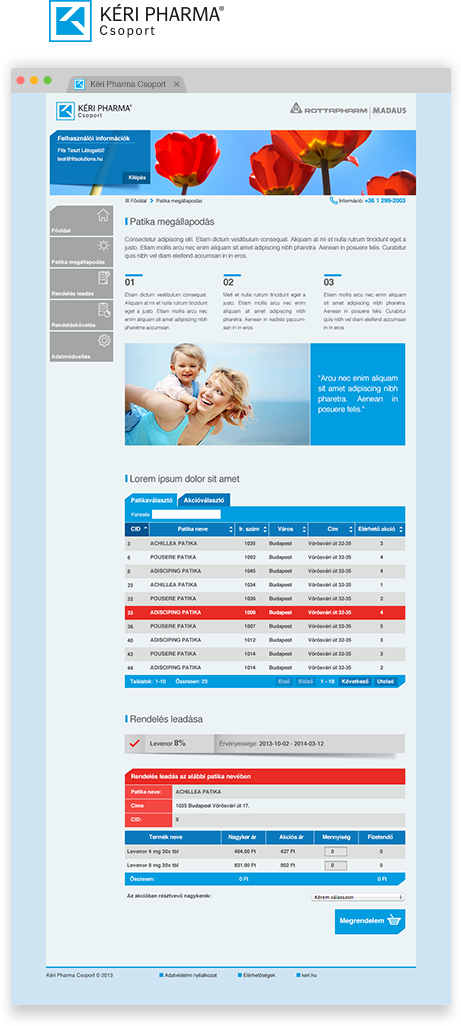 KÉRI PHARMA®
Csoport
Kéri Pharma Csoport ×
KÉRI PHARMA®
Csoport
ROTTAPHARM | MADAUS
Felhasználói információk
Fits Teszt Látogató2
test@fitsolutions.hu
Kilépés
Főoldal > Patika megállapodás
Információ: +36 1 299-2003
Főoldal
Patika megállapodás
Rendelés leadás
Rendeléskövetés
Adatmódosítás
Patika megállapodás
Consectetur adipiscing elit. Etiam dictum vestibulum consequat. Aliquam at mi et nulla rutrum tincidunt eget a
justo. Etiam mollis arcu nec enim aliquam sit amet adipiscing nibh pharetra. Aenean in posuere felis. Curabitur
quis nibh vel diam eleifend accumsan in in eros.
01
Etiam dictum vestibulum consequat.
Aliquam at mi et nulla rutrum tincidunt
eget a justo. Etiam mollis arcu nec
enim aliquam sit amet adipiscing nibh
pharetrne accumsan.
02
Meti et nulla rutrum tincidunt eget a
justo. Etiam mollis arcu nec enim
aliquam sit amet adipiscing nibh
pharetra. Aenean in nadislo paccum-
san in in eros.
03
Etiam mollis arcu nec enim aliquam
sit amet adipiscing nibh pharetra.
Aenean in posuere felis. Curabitur
quis nibh vel diam eleifend accumsan
in in eros.
"Arcu nec enim aliquam
sit amet adipiscing nibh
pharetra. Aenean in
posuere felis."
Lorem ipsum dolor sit amet
Patikaválasztó Akcióválasztó
Keresés
CID Patika neve Ir. szám Város Cím Elérhető akció
3 ACHILLEA PATIKA 1035 Budapest Vörösvári út 32-35 3
6 POUSERE PATIKA 1002 Budapest Vörösvári út 32-35 4
8 ADISCIPING PATIKA 1045 Budapest Vörösvári út 32-35 4
23 ACHILLEA PATIKA 1034 Budapest Vörösvári út 32-35 1
32 POUSERE PATIKA 1036 Budapest Vörösvári út 32-35 2
33 ADISCIPING PATIKA 1009 Budapest Vörösvári út 32-35 4
36 POUSERE PATIKA 1007 Budapest Vörösvári út 32-35 5
40 ADISCIPING PATIKA 1012 Budapest Vörösvári út 32-35 3
43 POUSERE PATIKA 1014 Budapest Vörösvári út 32-35 3
44 ADISCIPING PATIKA 1014 Budapest Vörösvári út 32-35 2
Találatok: 1-10 Összesen: 23 Első Előző 1 - 10 Következő Utolsó
Rendelés leadása
Levenor 8% Érvényessége: 2013-10-02 - 2014-03-12
Rendelés leadás az alábbi patika nevében
Patika neve: ACHILLEA PATIKA
Címe 1035 Budapest Vörösvári út 17.
CID: 9
Termék neve Nagyker ár Akciós ár Mennyiség Fizetendő
Levenor 4 mg 30x tbl 464.00 Ft 427 Ft 0 0
Levenor 8 mg 30x tbl 831.00 Ft 802 Ft 0 0
Összesen: 0 Ft 0 Ft
Az akcióban résztvevő nagykerek: Kérem válasszon
Megrendelem
Kéri Pharma Csoport © 2013 Adatvédelmi nyilatkozat Elérhetőségek keri.hu